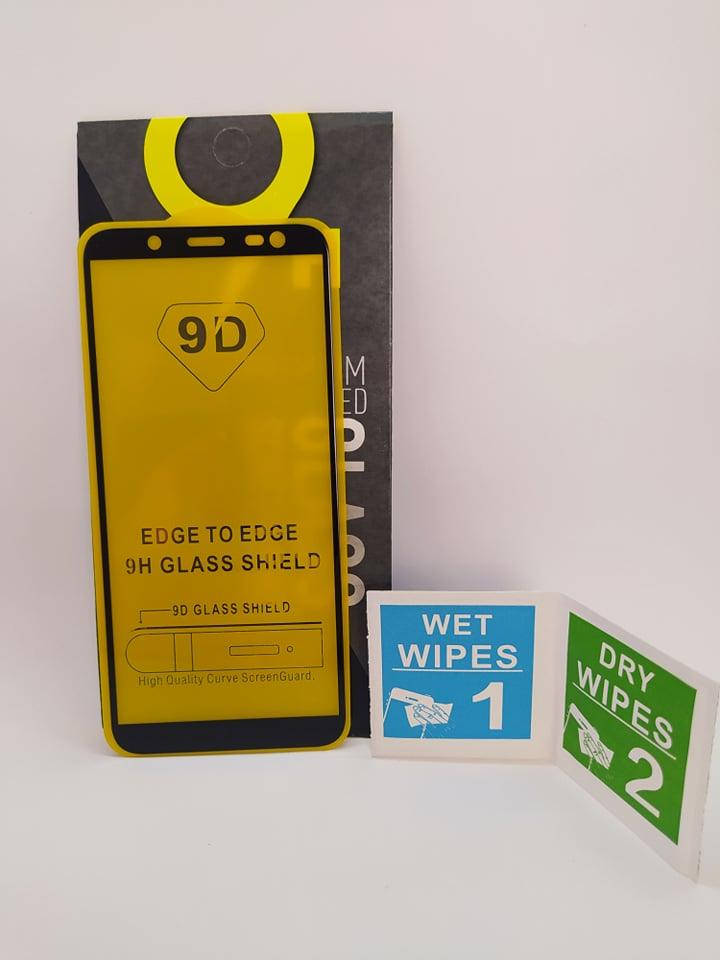 9D
EDGE TO EDGE
9H GLASS SHIELD
9D GLASS SHIELD
High Quality Curve ScreenGuard.
WET
WIPES
1
DRY
WIPES
2